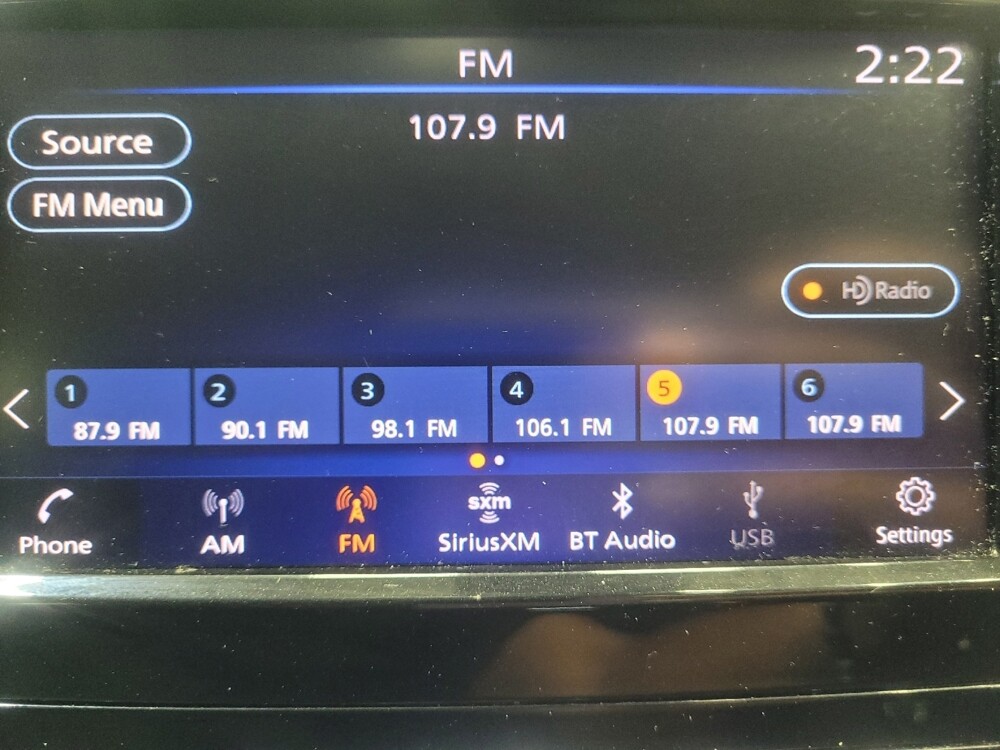 FM
2:22
107.9 FM
Source
FM Menu
HD Radio
1
87.9 FM
2
90.1 FM
3
98.1 FM
4
106.1 FM
5
107.9 FM
6
107.9 FM
Phone
AM
FM
sxm
SiriusXM
BT Audio
USB
Settings